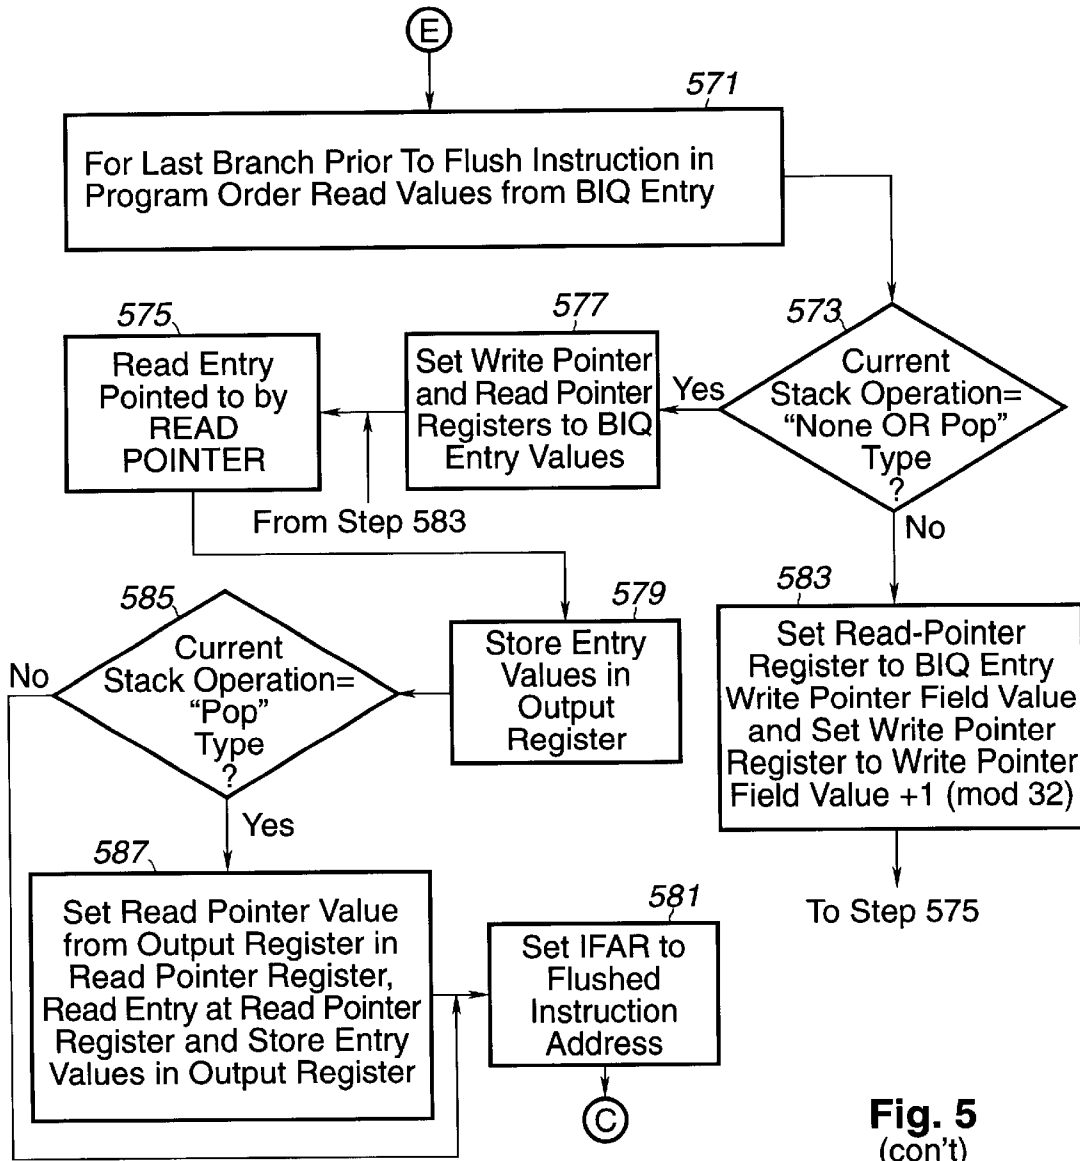 E
571
For Last Branch Prior To Flush Instruction in
Program Order Read Values from BIQ Entry
575
Read Entry
Pointed to by
READ
POINTER
577
Set Write Pointer
and Read Pointer
Registers to BIQ
Entry Values
Yes
573
Current
Stack Operation=
“None OR Pop”
Type
?
No
From Step 583
585
Current
Stack Operation=
“Pop”
Type
?
No
Yes
579
Store Entry
Values in
Output
Register
583
Set Read-Pointer
Register to BIQ Entry
Write Pointer Field Value
and Set Write Pointer
Register to Write Pointer
Field Value +1 (mod 32)
To Step 575
587
Set Read Pointer Value
from Output Register in
Read Pointer Register,
Read Entry at Read Pointer
Register and Store Entry
Values in Output Register
581
Set IFAR to
Flushed
Instruction
Address
C
Fig. 5
(con't)